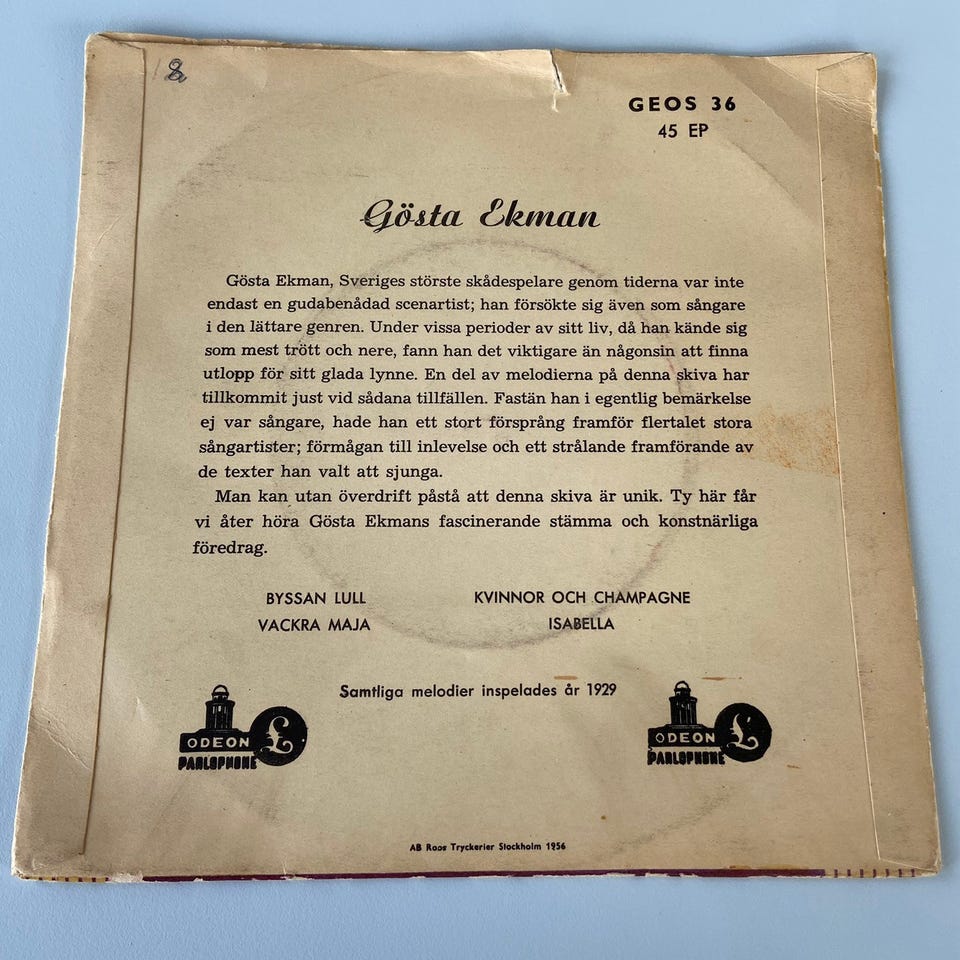 18
GEOS 36
45 EP
Gösta Ekman
Gösta Ekman, Sveriges störste skådespelare genom tiderna var inte
endast en gudabenådad scenartist; han försökte sig även som sångare
i den lättare genren. Under vissa perioder av sitt liv, då han kände sig
som mest trött och nere, fann han det viktigare än någonsin att finna
utlopp för sitt glada lynne. En del av melodierna på denna skiva har
tillkommit just vid sådana tillfällen. Fastän han i egentlig bemärkelse
ej var sångare, hade han ett stort försprång framför flertalet stora
sångartister; förmågan till inlevelse och ett strålande framförande av
de texter han valt att sjunga.
Man kan utan överdrift påstå att denna skiva är unik. Ty här får
vi åter höra Gösta Ekmans fascinerande stämma och konstnärliga
föredrag.
BYSSAN LULL
VACKRA MAJA
KVINNOR OCH CHAMPAGNE
ISABELLA
Samtliga melodier inspelades år 1929
ODEON £
PARLOPHONE
ODEON £
PARLOPHONE
AB Roos Tryckerier Stockholm 1956